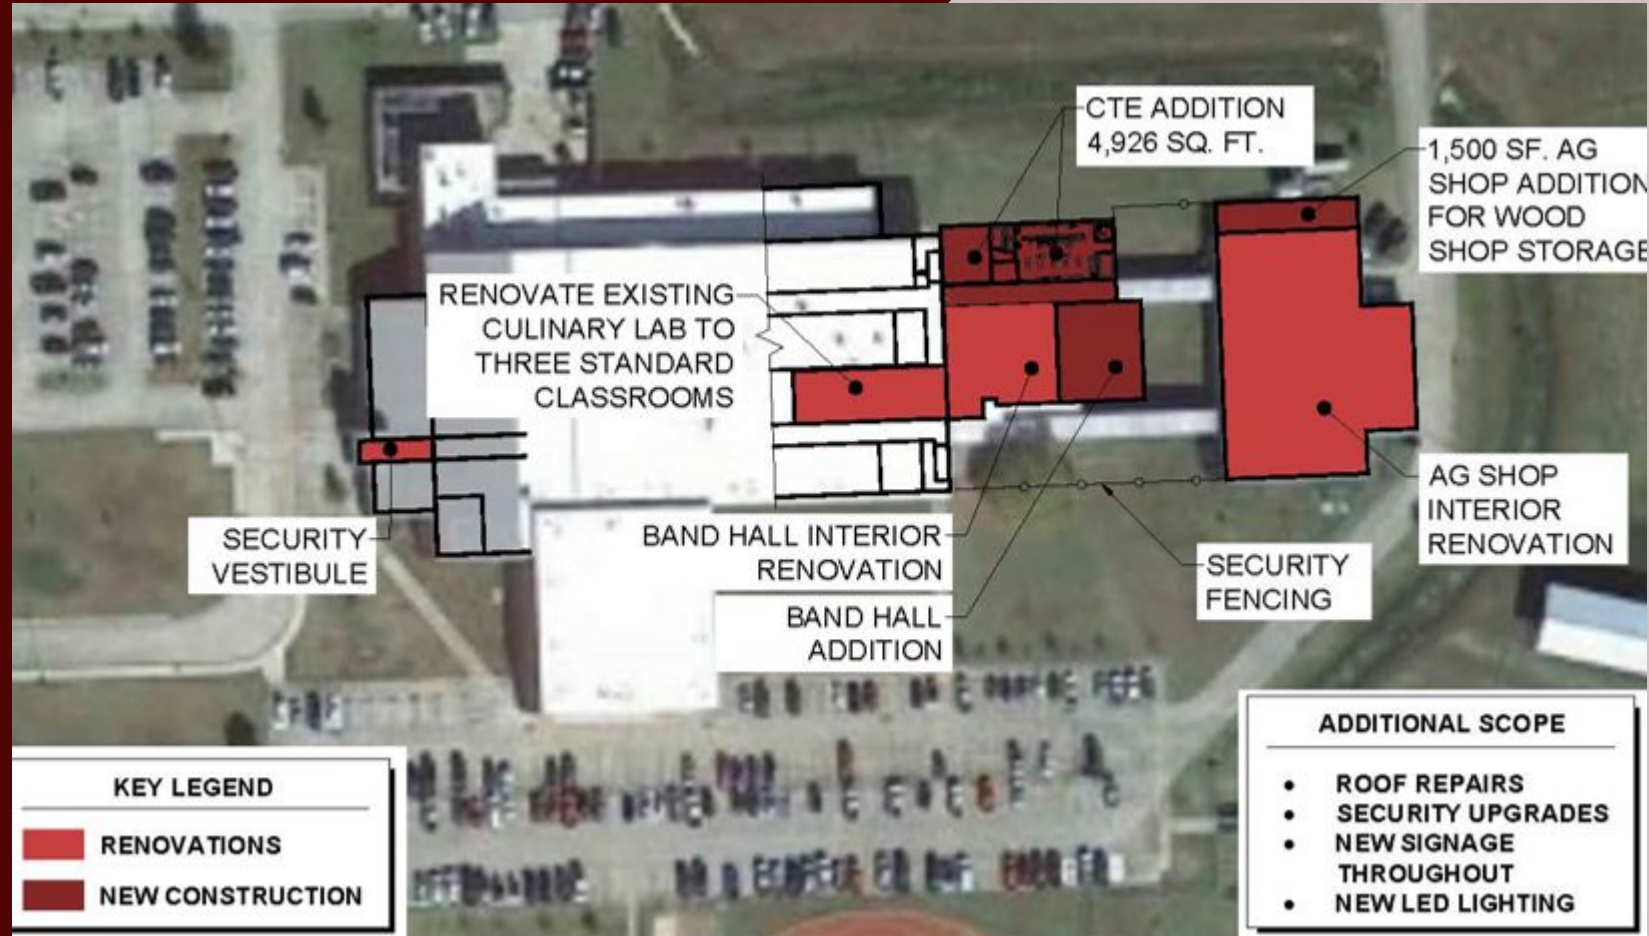 CTE ADDITION
4,926 SQ. FT.
1,500 SF. AG
SHOP ADDITION
FOR WOOD
SHOP STORAGE
RENOVATE EXISTING
CULINARY LAB TO
THREE STANDARD
CLASSROOMS
SECURITY
VESTIBULE
BAND HALL INTERIOR
RENOVATION
BAND HALL
ADDITION
SECURITY
FENCING
AG SHOP
INTERIOR
RENOVATION
KEY LEGEND
RENOVATIONS
NEW CONSTRUCTION
ADDITIONAL SCOPE
• ROOF REPAIRS
• SECURITY UPGRADES
• NEW SIGNAGE
THROUGHOUT
• NEW LED LIGHTING